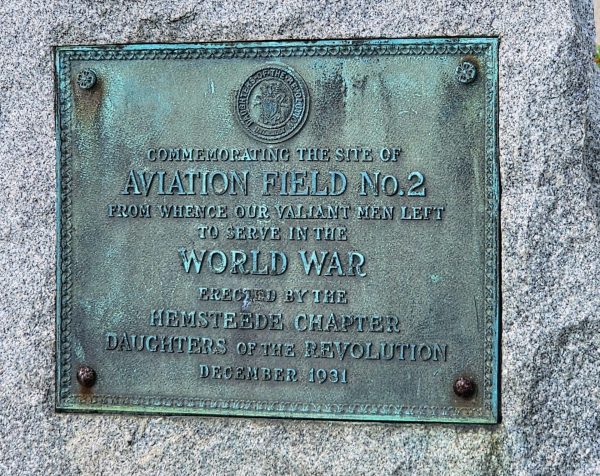 COMMEMORATING THE SITE OF
AVIATION FIELD NO. 2
FROM WHENCE OUR VALIANT MEN LEFT
TO SERVE IN THE
WORLD WAR
ERECTED BY THE
HEMSTEEDE CHAPTER
DAUGHTERS OF THE REVOLUTION
DECEMBER 1931